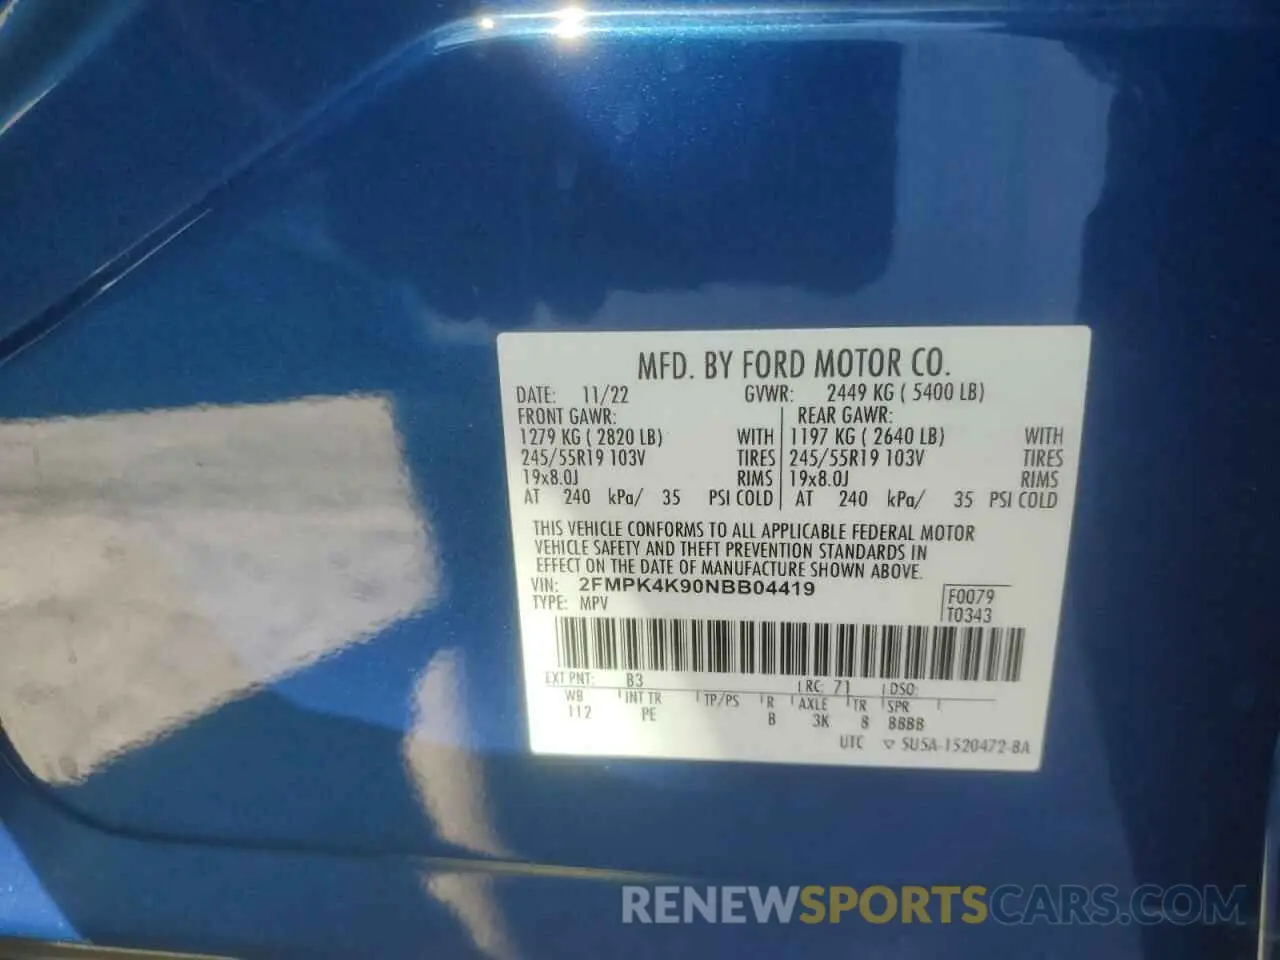 MFD. BY FORD MOTOR CO.
DATE: 11/22 GVWR: 2449 KG ( 5400 LB)
FRONT GAWR: REAR GAWR:
1279 KG ( 2820 LB) WITH 1197 KG ( 2640 LB) WITH
245/55R19 103V TIRES 245/55R19 103V TIRES
19x8.0J RIMS 19x8.0J RIMS
AT 240 kPa/ 35 PSI COLD AT 240 kPa/ 35 PSI COLD
THIS VEHICLE CONFORMS TO ALL APPLICABLE FEDERAL MOTOR
VEHICLE SAFETY AND THEFT PREVENTION STANDARDS IN
EFFECT ON THE DATE OF MANUFACTURE SHOWN ABOVE.
VIN: 2FMPK4K90NBB04419
TYPE: MPV
F0079
T0343
EXT PNT: B3 RC: 71 DSO:
WB INT TR TP/PS R AXLE TR SPR
112 PE B 3K 8 8888
UTC ▽ SU5A-1520472-BA
RENEWSPORTSCARS.COM